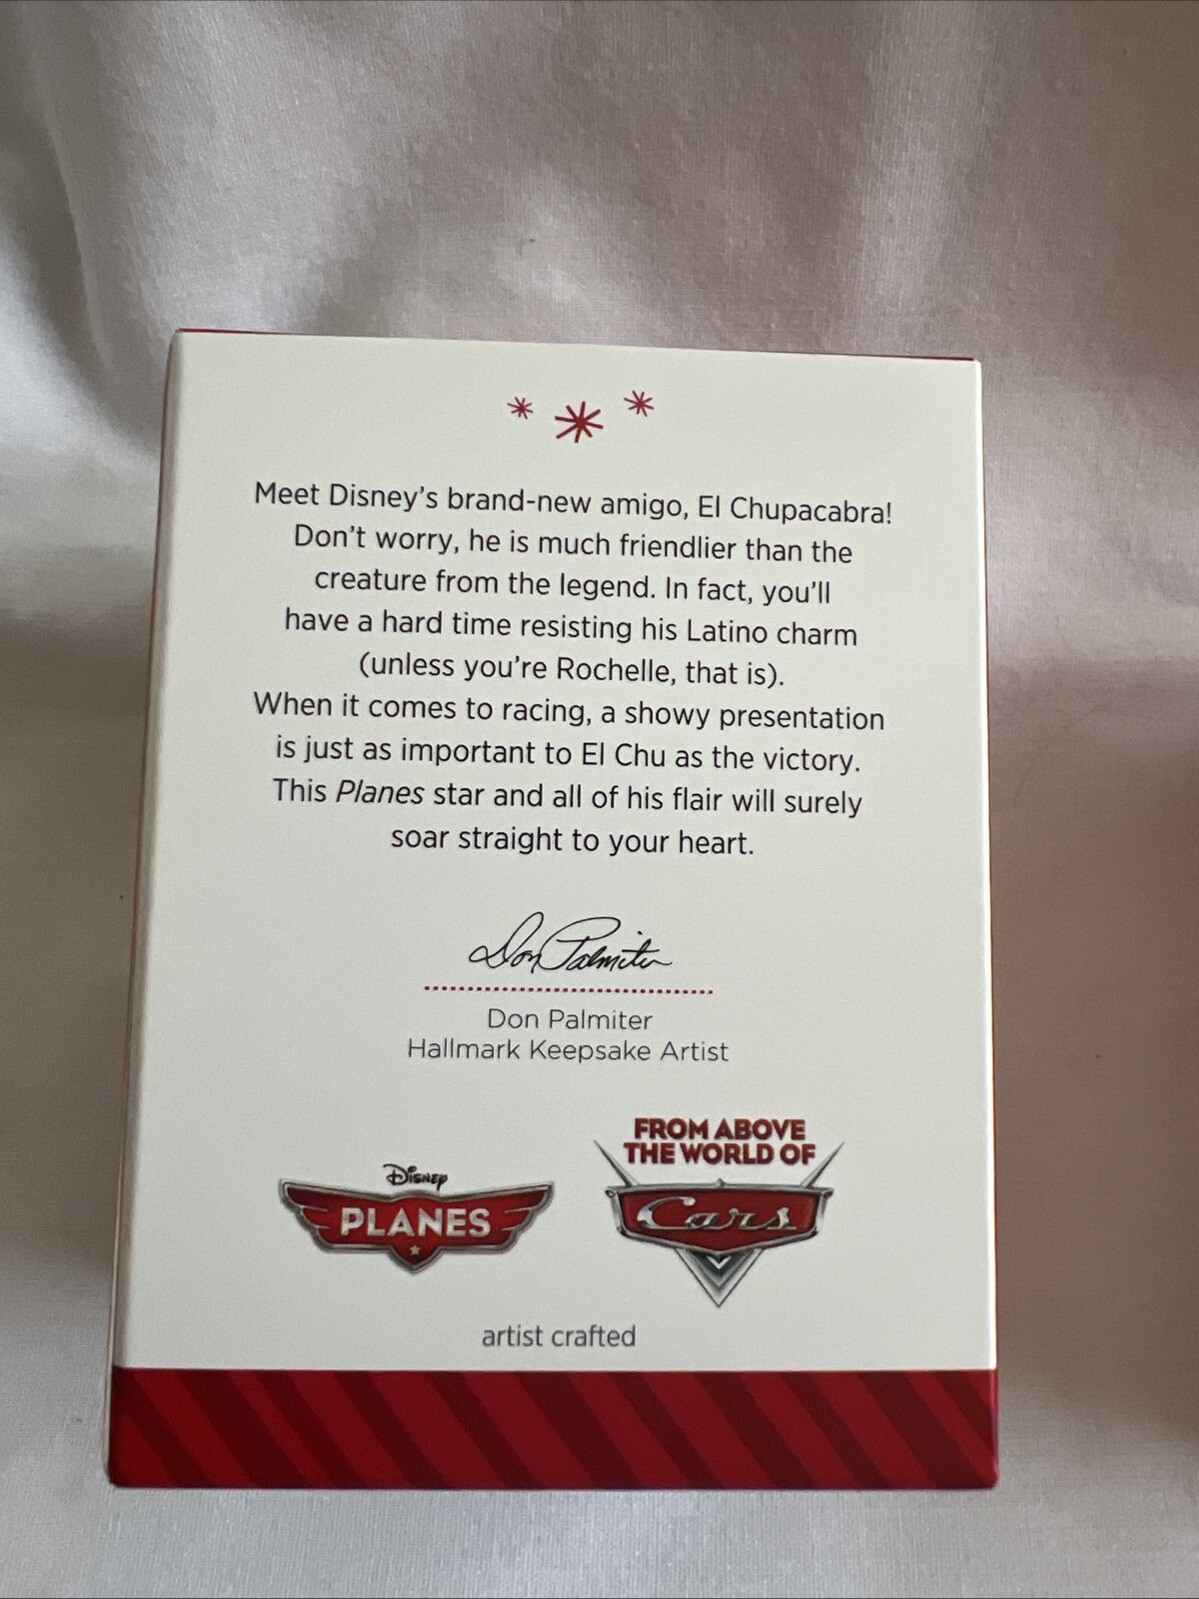 Meet Disney's brand-new amigo, El Chupacabra!
Don't worry, he is much friendlier than the
creature from the legend. In fact, you'll
have a hard time resisting his Latino charm
(unless you're Rochelle, that is).
When it comes to racing, a showy presentation
is just as important to El Chu as the victory.
This Planes star and all of his flair will surely
soar straight to your heart.
Don Palmiter
Don Palmiter
Hallmark Keepsake Artist
Disney
PLANES
FROM ABOVE
THE WORLD OF
Cars
artist crafted